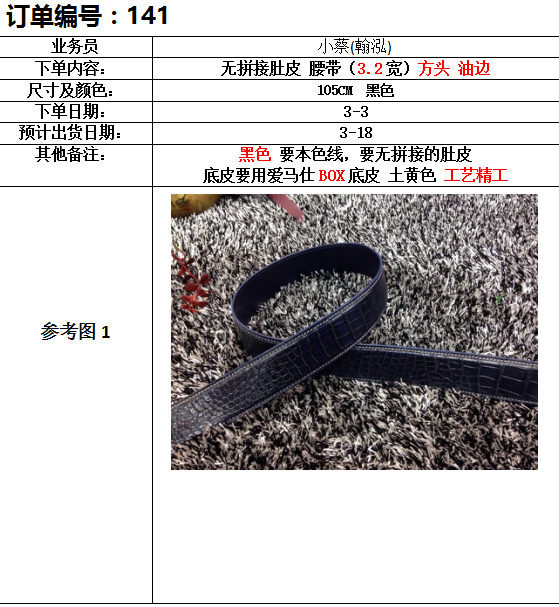 订单编号：141
业务员 小蔡(翰泓)
下单内容： 无拼接肚皮 腰带（3.2宽）方头 油边
尺寸及颜色： 105CM 黑色
下单日期： 3-3
预计出货日期： 3-18
其他备注： 黑色 要本色线，要无拼接的肚皮
底皮要用爱马仕BOX底皮 土黄色 工艺精工
参考图 1